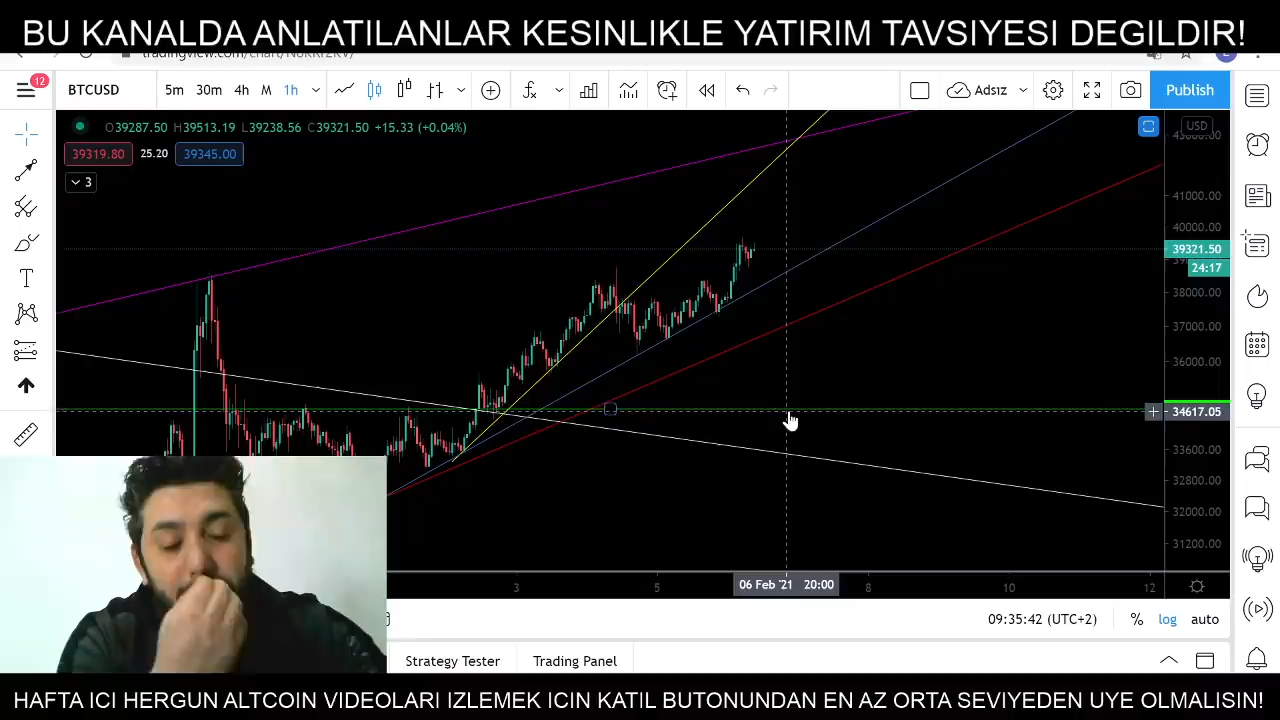 BU KANALDA ANLATILANLAR KESINLIKLE YATIRIM TAVSIYESI DEGILDIR!
12
BTCUSD 5m 30m 4h M 1h Adsız Publish
O39287.50 H39513.19 L39238.56 C39321.50 +15.33 (+0.04%)
USD
39319.80 25.20 39345.00
3
41000.00
40000.00
39321.50
24:17
38000.00
37000.00
36000.00
34617.05
33600.00
32800.00
32000.00
31200.00
3 5 06 Feb '21 20:00 8 10 12
09:35:42 (UTC+2) % log auto
Strategy Tester Trading Panel
HAFTA ICI HERGUN ALTCOIN VIDEOLARI IZLEMEK ICIN KATIL BUTONUNDAN EN AZ ORTA SEVIYEDEN UYE OLMALISIN!